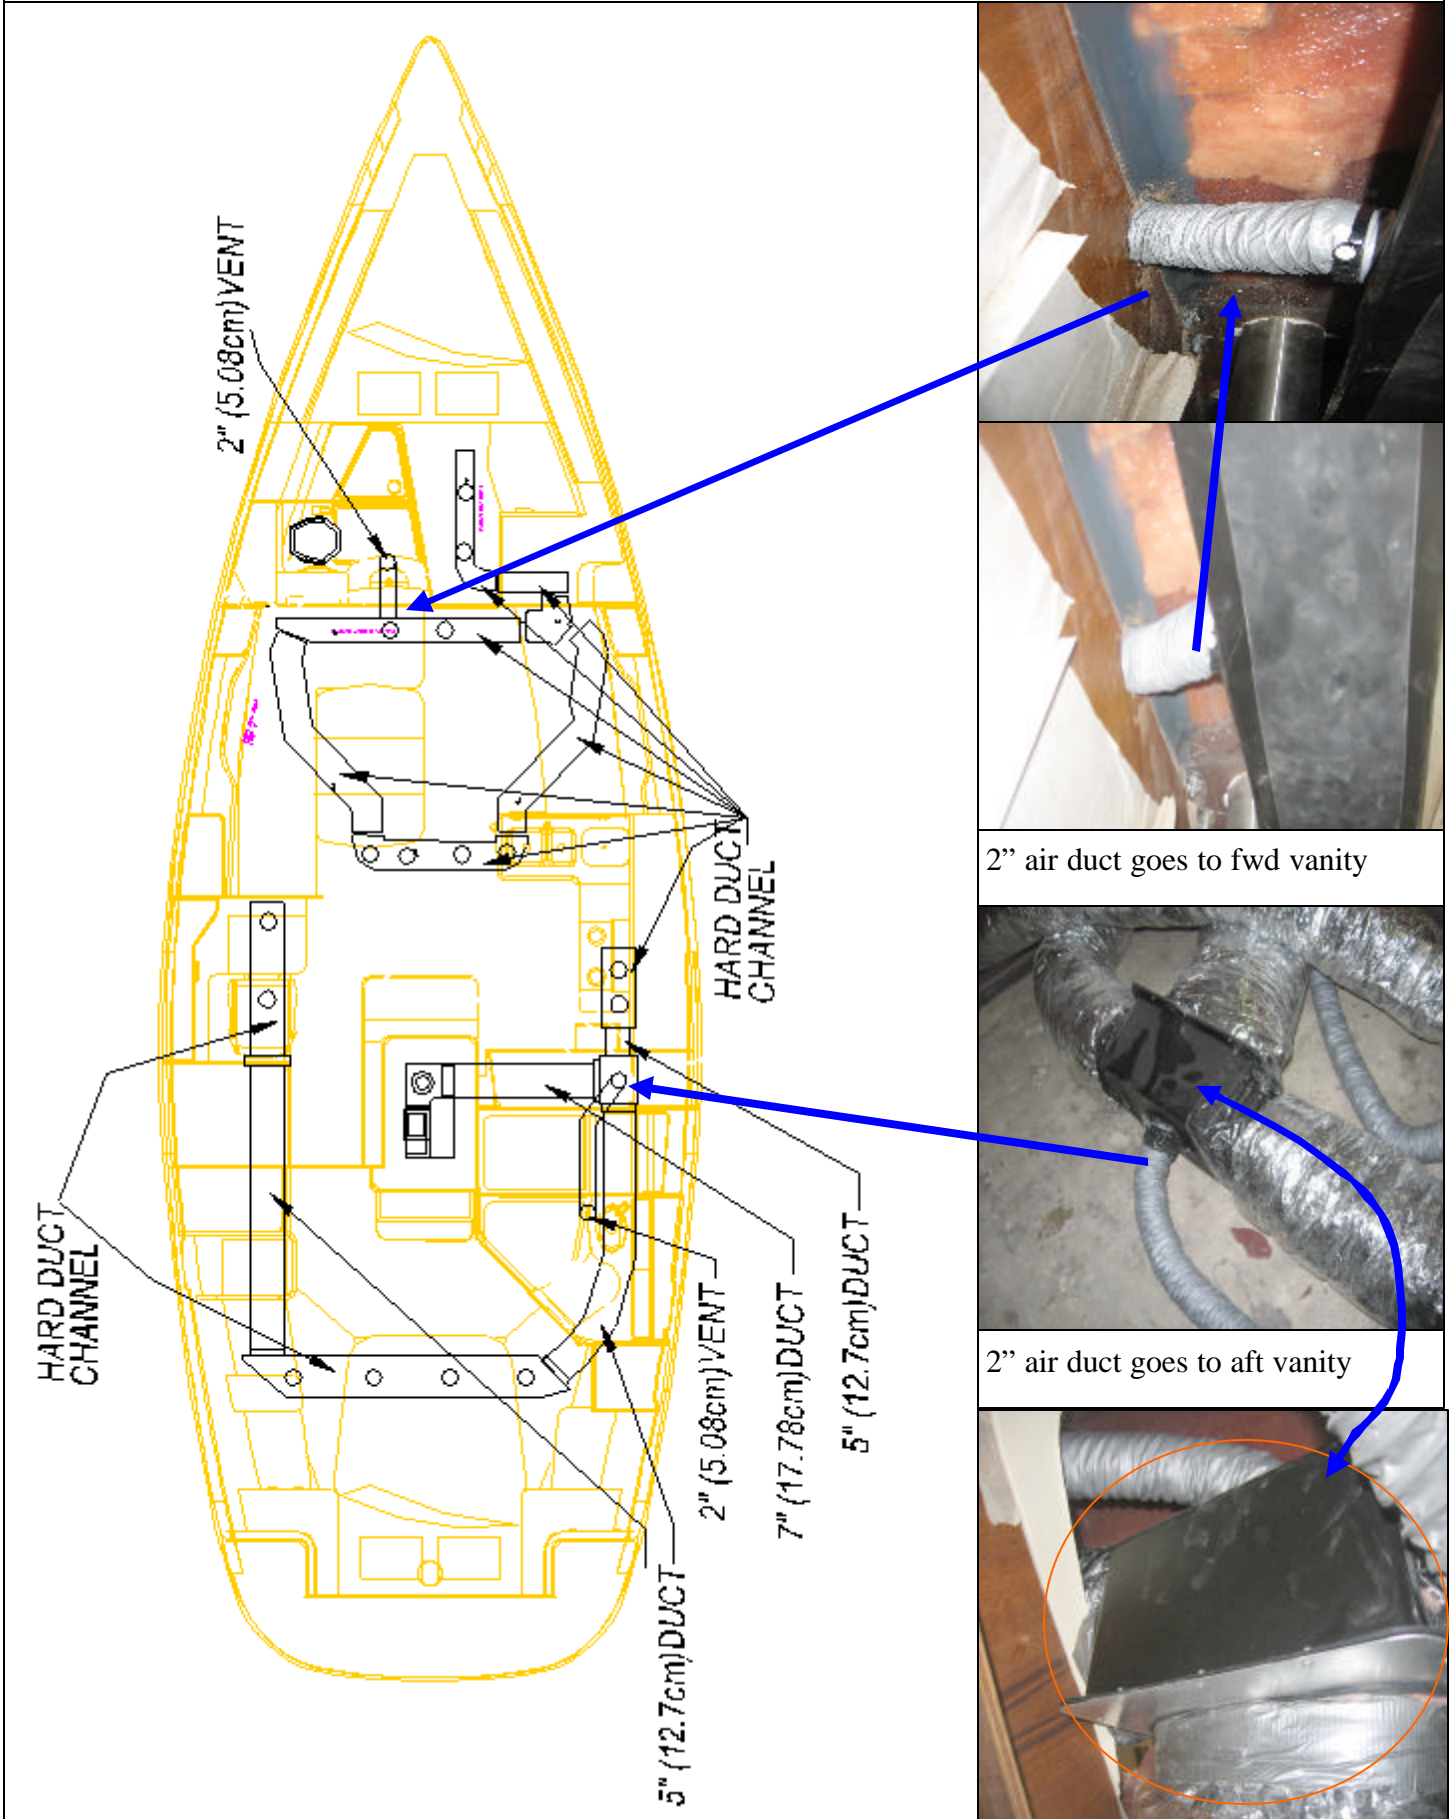 2" (5.08cm)VENT
HARD DUCT
CHANNEL
HARD DUCT
CHANNEL
2" (5.08cm)VENT
7" (17.78cm)DUCT
5" (12.7cm)DUCT
5" (12.7cm)DUCT
2” air duct goes to fwd vanity
2” air duct goes to aft vanity